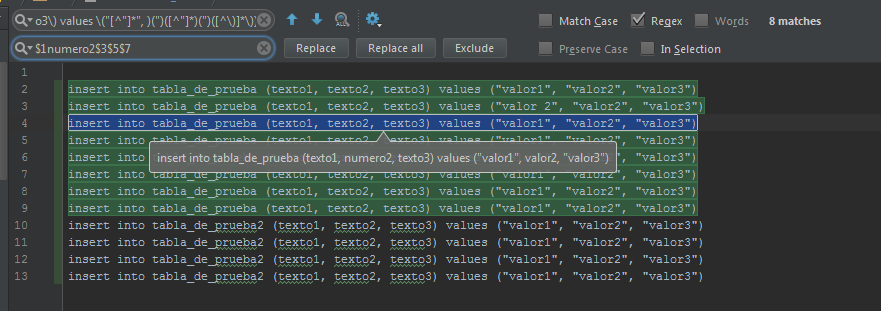 o3\) values \("[^"]*", )(")([^"]*)(")([^\)]*\)) Match Case Regex Words 8 matches
$1numero2$3$5$7 Replace Replace all Exclude Preserve Case In Selection
1
2 insert into tabla_de_prueba (texto1, texto2, texto3) values ("valor1", "valor2", "valor3")
3 insert into tabla_de_prueba (texto1, texto2, texto3) values ("valor 2", "valor2", "valor3")
4 insert into tabla_de_prueba (texto1, texto2, texto3) values ("valor1", "valor2", "valor3")
5 insert into tabla_de_prueba (texto1, texto2, texto3) values ("valor1", "valor2", "valor3")
insert into tabla_de_prueba (texto1, numero2, texto3) values ("valor1", valor2, "valor3")
6
7 insert into tabla_de_prueba (texto1, texto2, texto3) values ("valor1", "valor2", "valor3")
8 insert into tabla_de_prueba (texto1, texto2, texto3) values ("valor1", "valor2", "valor3")
9 insert into tabla_de_prueba (texto1, texto2, texto3) values ("valor1", "valor2", "valor3")
10 insert into tabla_de_prueba2 (texto1, texto2, texto3) values ("valor1", "valor2", "valor3")
11 insert into tabla_de_prueba2 (texto1, texto2, texto3) values ("valor1", "valor2", "valor3")
12 insert into tabla_de_prueba2 (texto1, texto2, texto3) values ("valor1", "valor2", "valor3")
13 insert into tabla_de_prueba2 (texto1, texto2, texto3) values ("valor1", "valor2", "valor3")